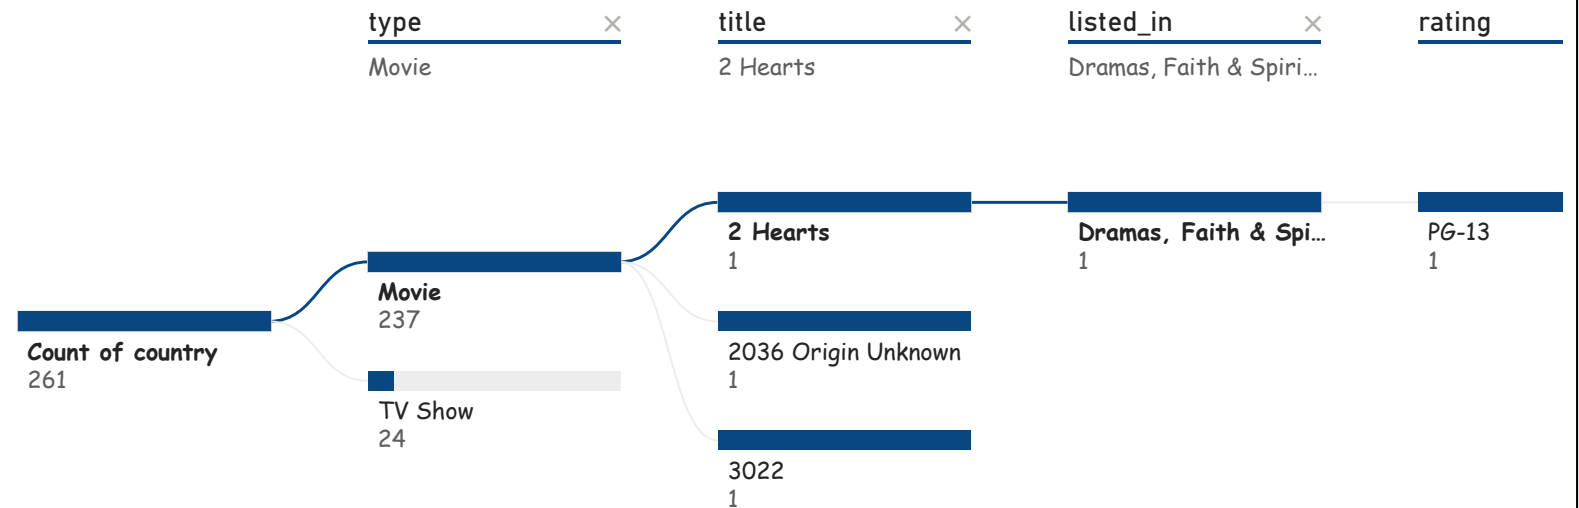 type
title
listed_in
rating
Movie
2 Hearts
Dramas, Faith & Spiri...
Count of country
261
Movie
237
TV Show
24
2 Hearts
1
2036 Origin Unknown
1
3022
1
Dramas, Faith & Spi...
1
PG-13
1